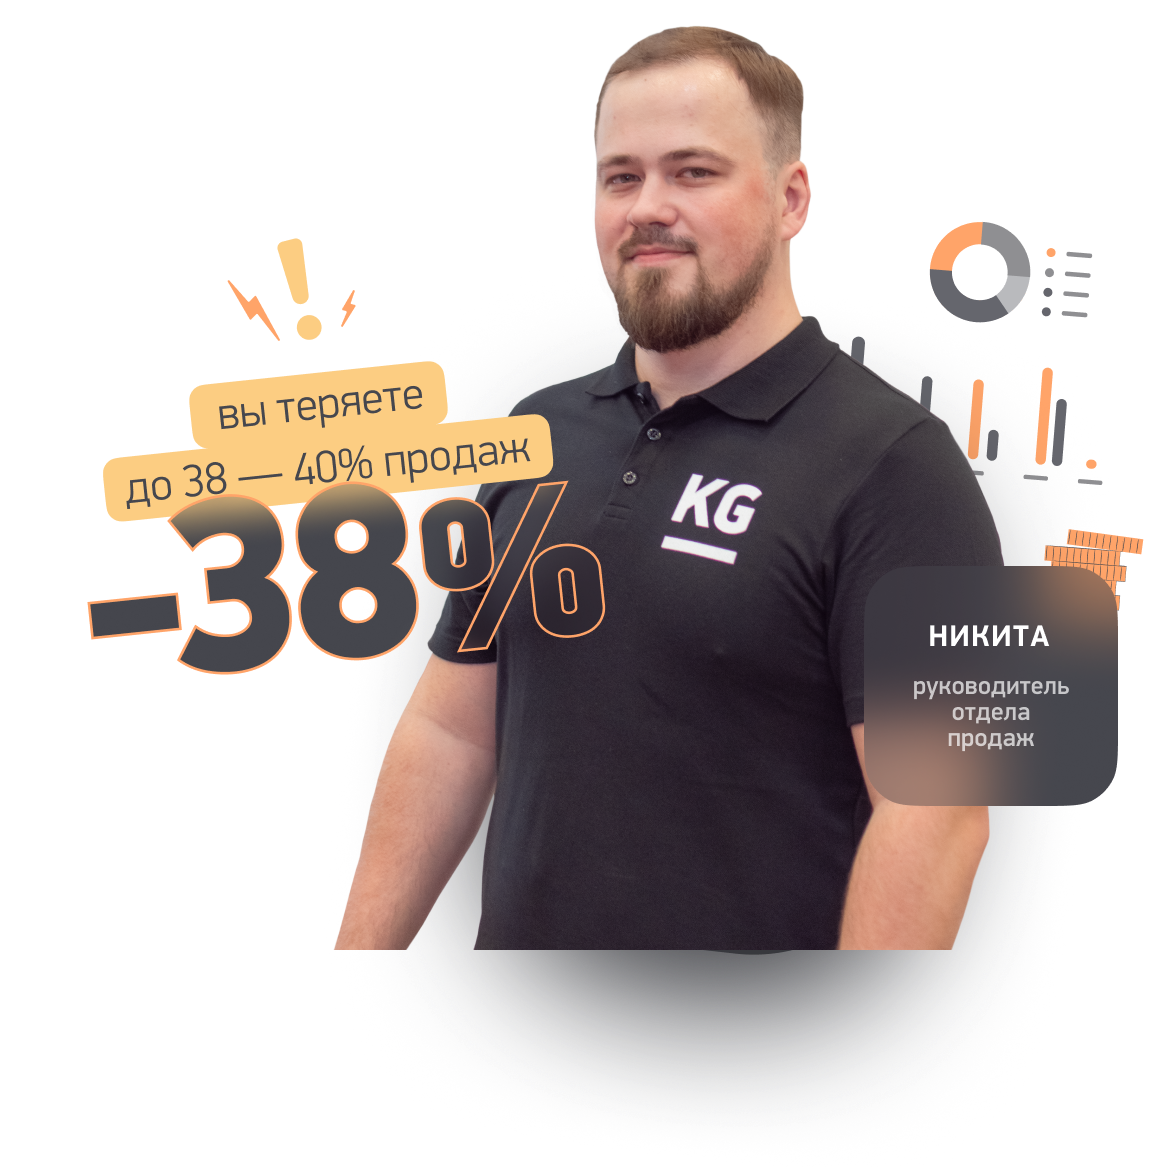 вы теряете
до 38 — 40% продаж
-38%
KG
НИКИТА
руководитель
отдела
продаж